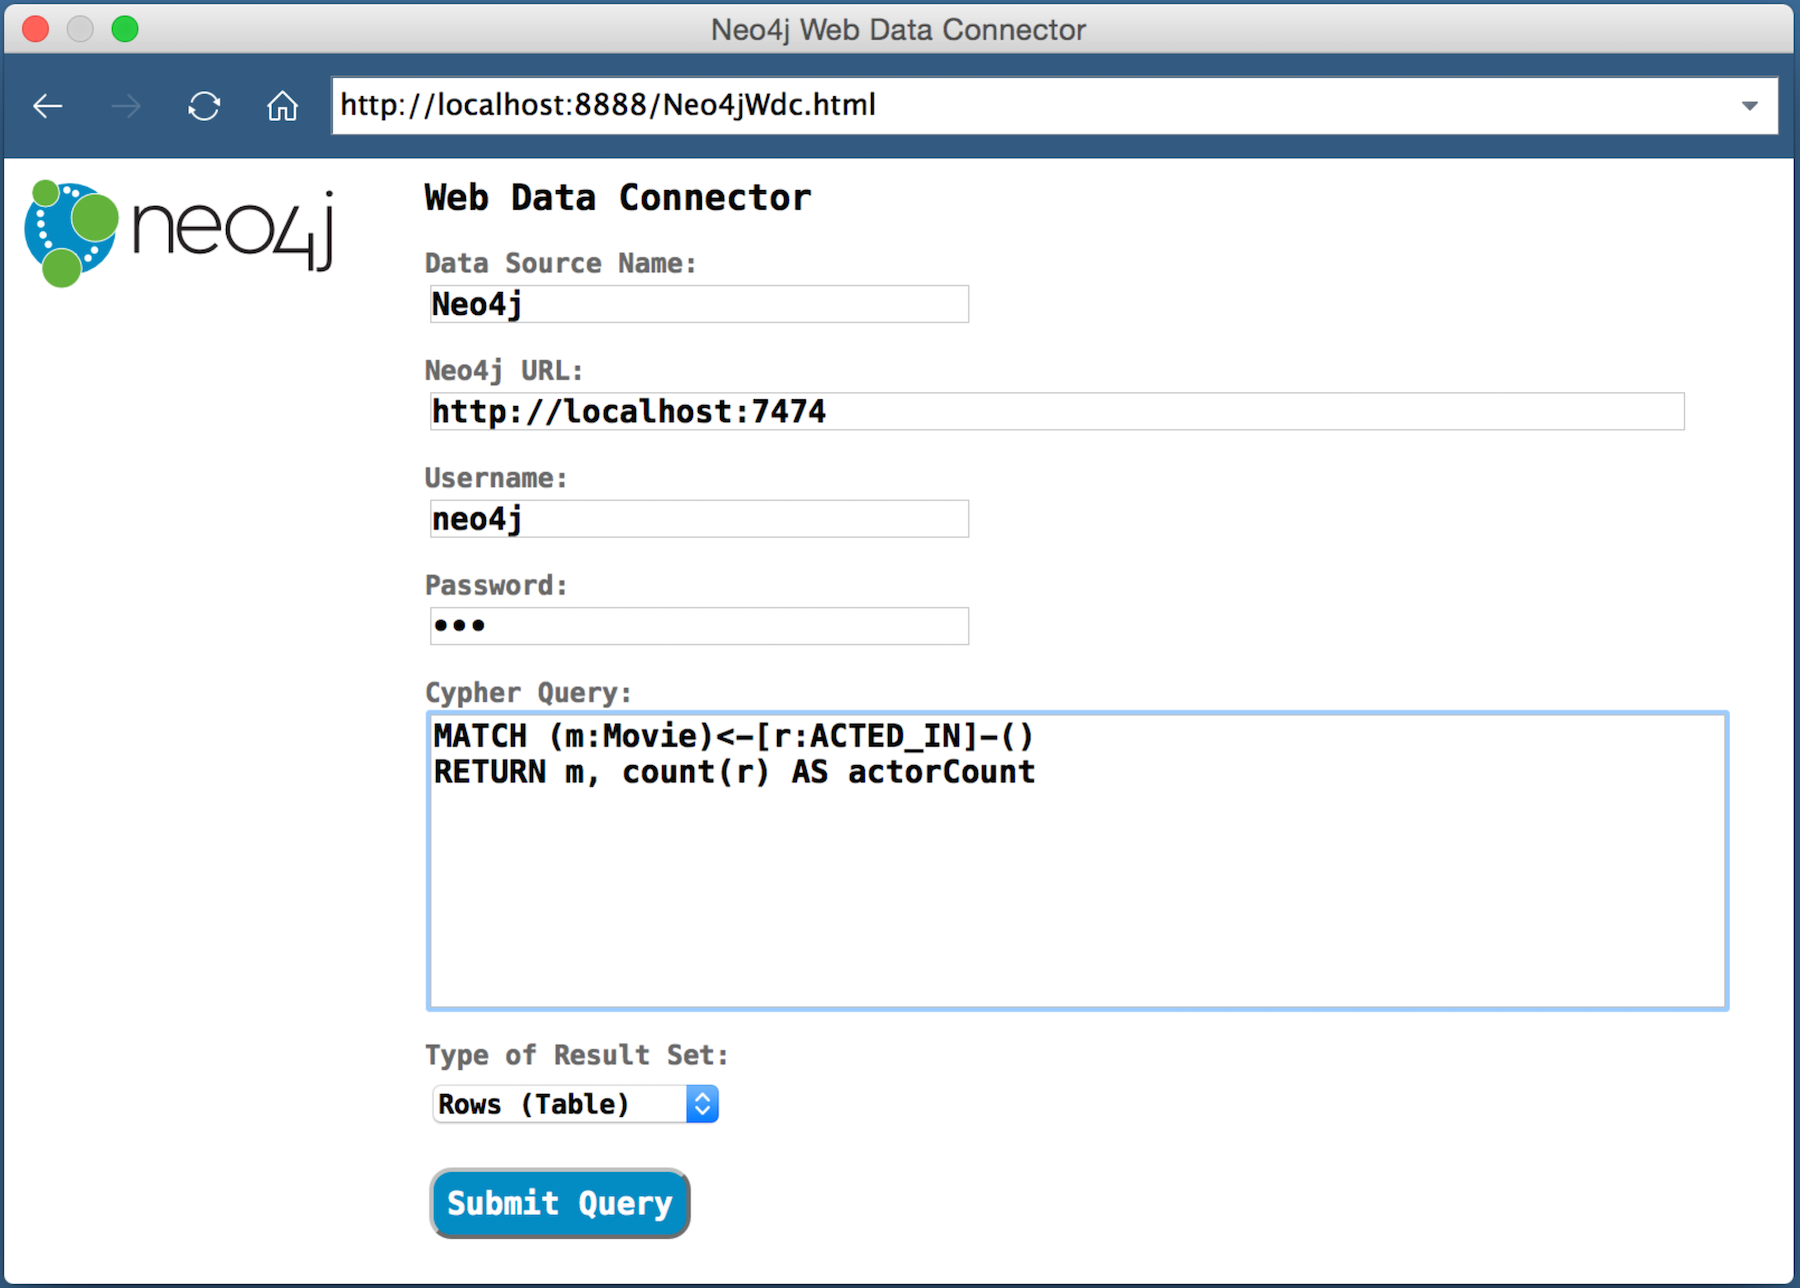 Neo4j Web Data Connector
http://localhost:8888/Neo4jWdc.html
neo4j
Web Data Connector
Data Source Name:
Neo4j
Neo4j URL:
http://localhost:7474
Username:
neo4j
Password:
•••
Cypher Query:
MATCH (m:Movie)<-[r:ACTED_IN]-()
RETURN m, count(r) AS actorCount
Type of Result Set:
Rows (Table)
Submit Query